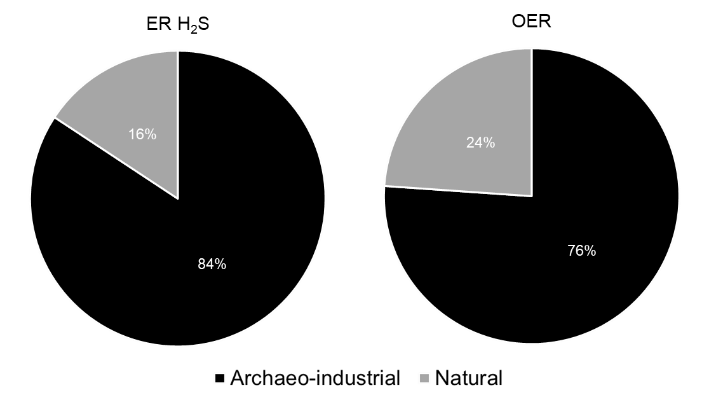 ER H₂S
OER
16%
24%
84%
76%
Archaeo-industrial
Natural